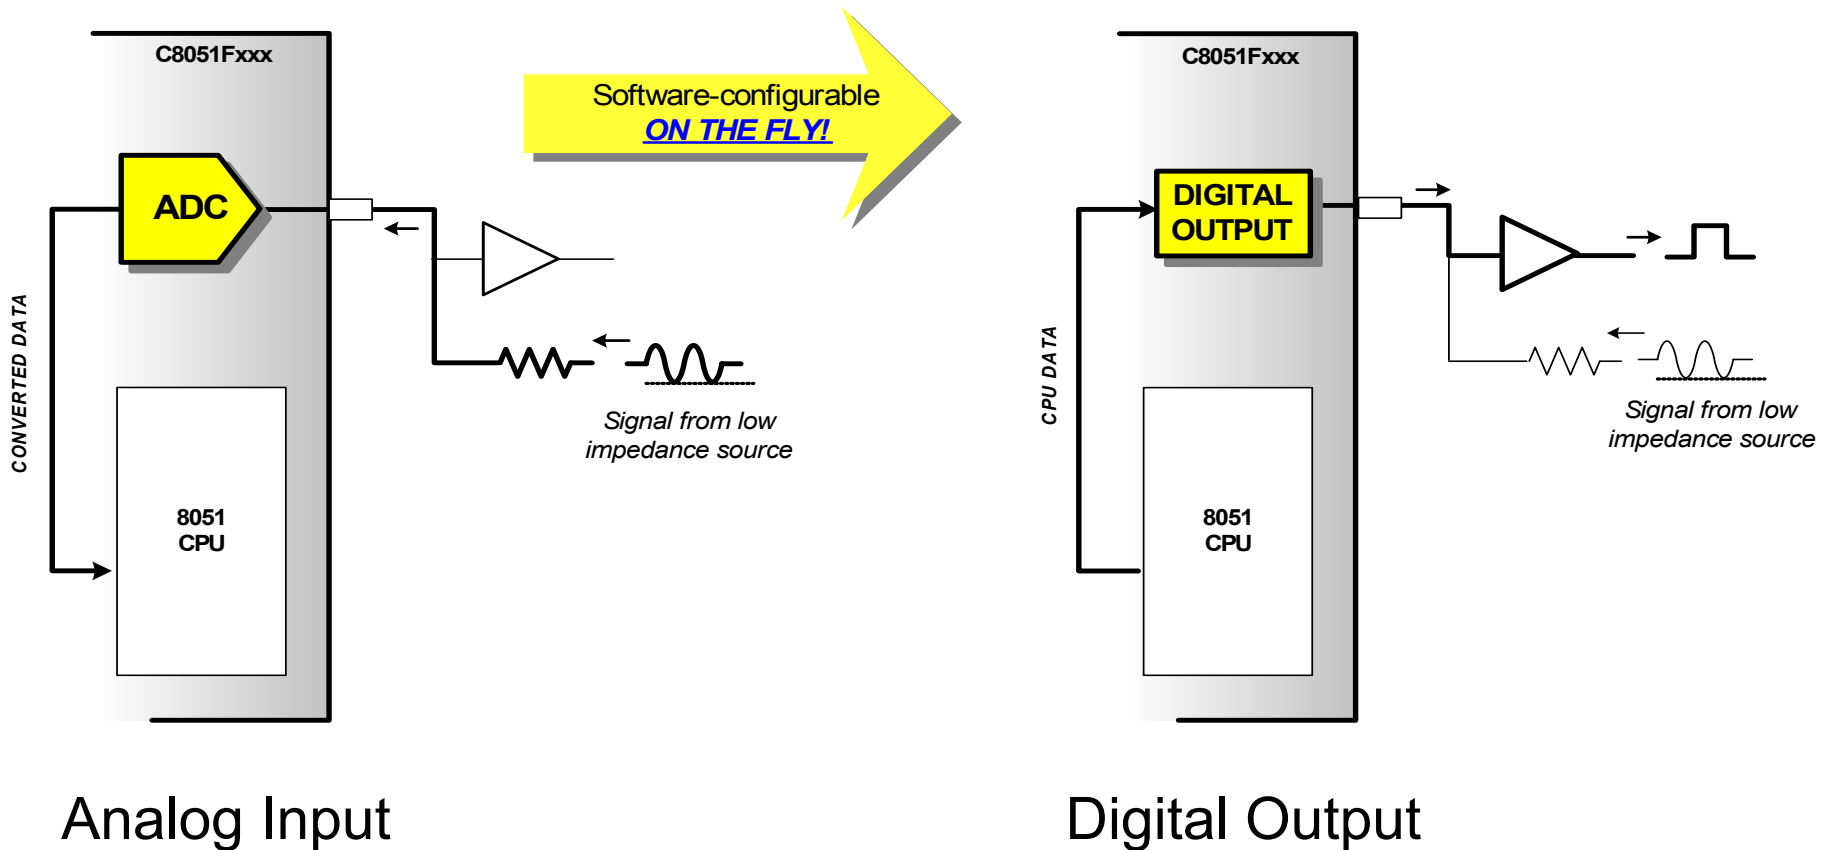 C8051Fxxx
Software-configurable
ON THE FLY!
ADC
CONVERTED DATA
Signal from low
impedance source
8051
CPU
Analog Input
C8051Fxxx
DIGITAL
OUTPUT
CPU DATA
Signal from low
impedance source
8051
CPU
Digital Output